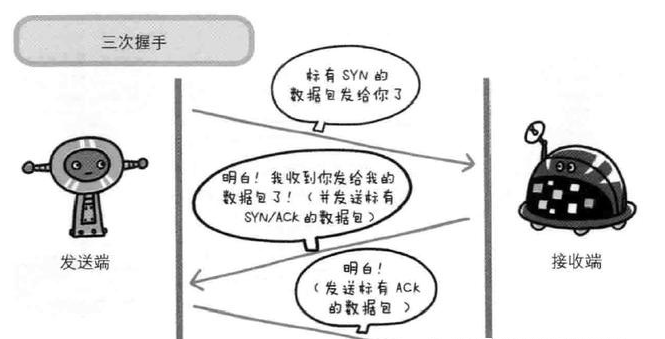 三次握手
标有 SYN 的
数据包发给你了
明白！我收到你发给我的
数据包了！（并发送标有
SYN/ACK 的数据包）
发送端
接收端
明白！
（发送标有 ACK
的数据包 ）